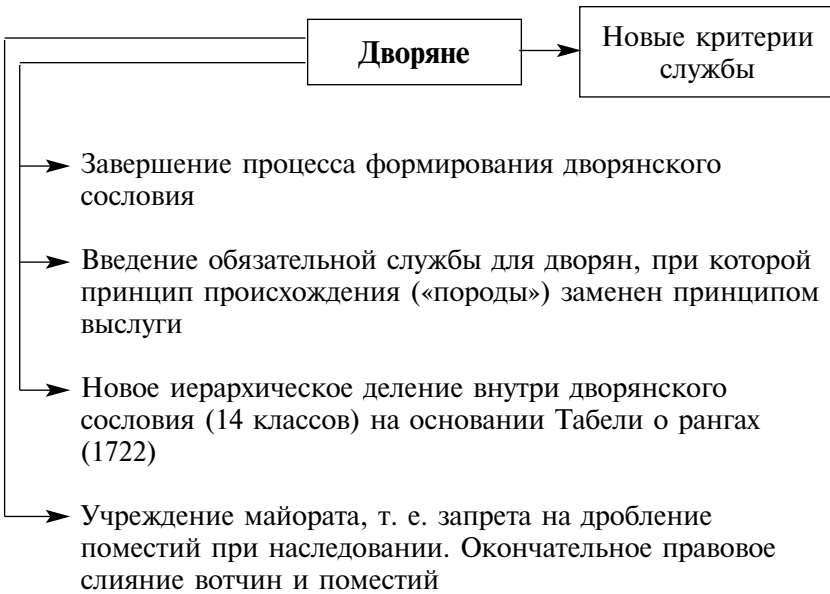 Дворяне
Новые критерии
службы
Завершение процесса формирования дворянского
сословия
Введение обязательной службы для дворян, при которой
принцип происхождения («породы») заменен принципом
выслуги
Новое иерархическое деление внутри дворянского
сословия (14 классов) на основании Табели о рангах
(1722)
Учреждение майората, т. е. запрета на дробление
поместий при наследовании. Окончательное правовое
слияние вотчин и поместий